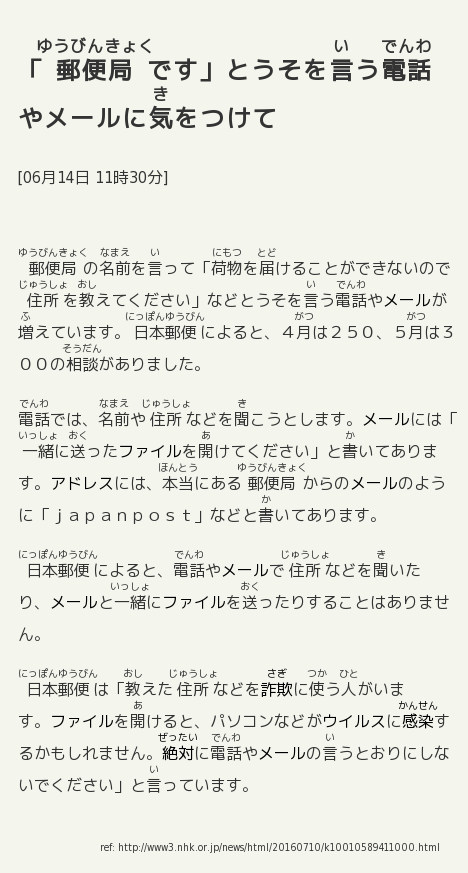 ゆうびんきょく い でんわ
「郵便局です」とうそを言う電話
き
やメールに気をつけて
[06月14日 11時30分]
ゆうびんきょく なまえ い にもつ とど
郵便局の名前を言って「荷物を届けることができないので
じゅうしょ おし い でんわ
住所を教えてください」などとうそを言う電話やメールが
ふ にっぽんゆうびん がつ がつ
増えています。日本郵便によると、４月は２５０、５月は３
そうだん
００の相談がありました。
でんわ なまえ じゅうしょ き
電話では、名前や住所などを聞こうとします。メールには「
いっしょ おく あ か
一緒に送ったファイルを開けてください」と書いてありま
ほんとう ゆうびんきょく
す。アドレスには、本当にある郵便局からのメールのよう
か
に「ｊａｐａｎｐｏｓｔ」などと書いてあります。
にっぽんゆうびん でんわ じゅうしょ き
日本郵便によると、電話やメールで住所などを聞いた
いっしょ おく
り、メールと一緒にファイルを送ったりすることはありませ
ん。
にっぽんゆうびん おし じゅうしょ さぎ つか ひと
日本郵便は「教えた住所などを詐欺に使う人がいま
あ かんせん
す。ファイルを開けると、パソコンなどがウイルスに感染す
ぜったい でんわ い
るかもしれません。絶対に電話やメールの言うとおりにしな
い
いでください」と言っています。
ref: http://www3.nhk.or.jp/news/html/20160710/k10010589411000.html